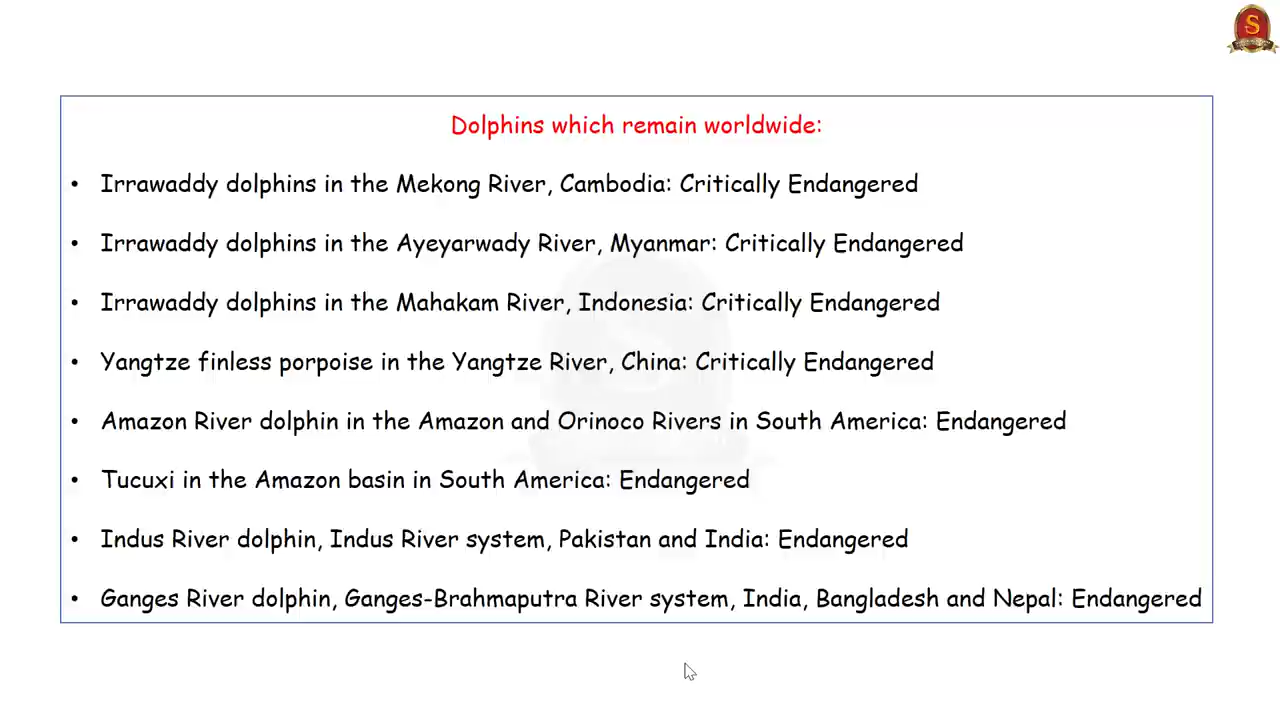 S
Dolphins which remain worldwide:
• Irrawaddy dolphins in the Mekong River, Cambodia: Critically Endangered
• Irrawaddy dolphins in the Ayeyarwady River, Myanmar: Critically Endangered
• Irrawaddy dolphins in the Mahakam River, Indonesia: Critically Endangered
• Yangtze finless porpoise in the Yangtze River, China: Critically Endangered
• Amazon River dolphin in the Amazon and Orinoco Rivers in South America: Endangered
• Tucuxi in the Amazon basin in South America: Endangered
• Indus River dolphin, Indus River system, Pakistan and India: Endangered
• Ganges River dolphin, Ganges-Brahmaputra River system, India, Bangladesh and Nepal: Endangered